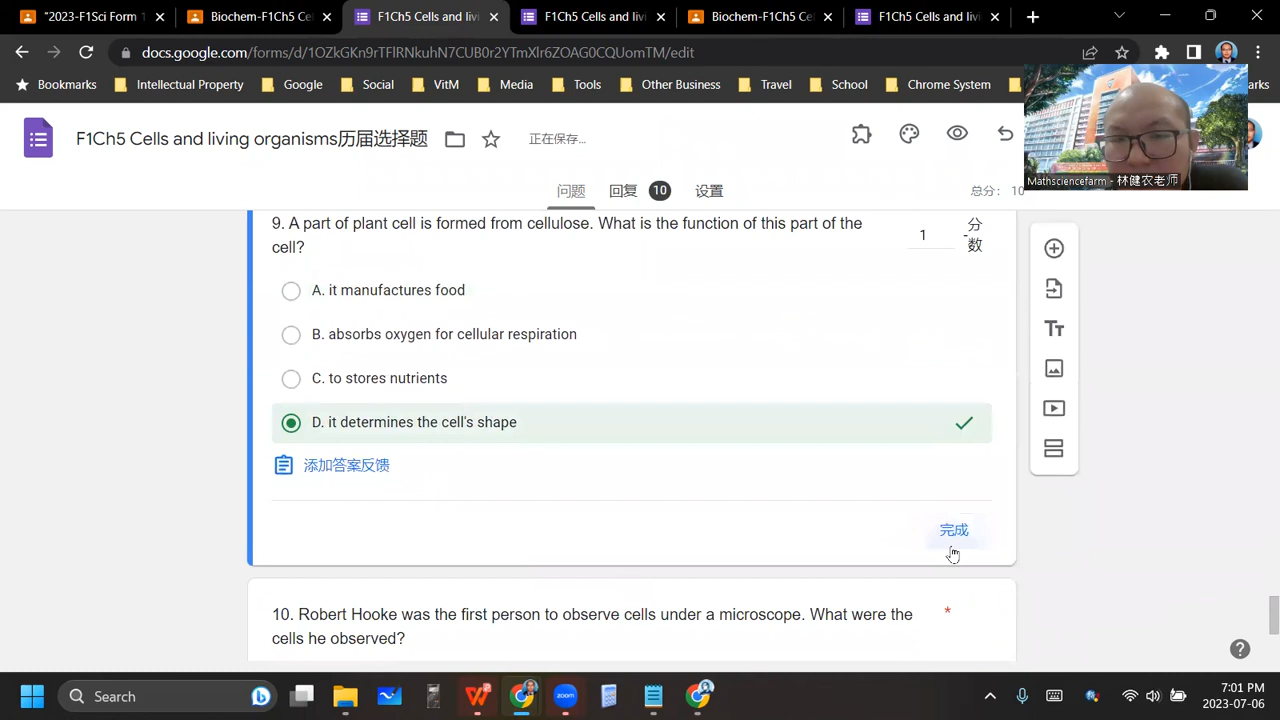 "2023-F1Sci Form 1
Biochem-F1Ch5 Cel
F1Ch5 Cells and livi
F1Ch5 Cells and livi
Biochem-F1Ch5 Cel
F1Ch5 Cells and livi
docs.google.com/forms/d/1OZkGKn9rTFlRNkuhN7CUB0r2YTmXlr6ZOAG0CQUomTM/edit
Bookmarks
Intellectual Property
Google
Social
VitM
Media
Tools
Other Business
Travel
School
Chrome System
arks
F1Ch5 Cells and living organisms历届选择题
正在保存...
Mathsciencefarm - 林健农老师
问题
回复
10
设置
总分： 10
9. A part of plant cell is formed from cellulose. What is the function of this part of the
cell?
1
分
数
A. it manufactures food
B. absorbs oxygen for cellular respiration
C. to stores nutrients
D. it determines the cell's shape
添加答案反馈
完成
10. Robert Hooke was the first person to observe cells under a microscope. What were the
cells he observed?
*
Search
zoom
7:01 PM
2023-07-06